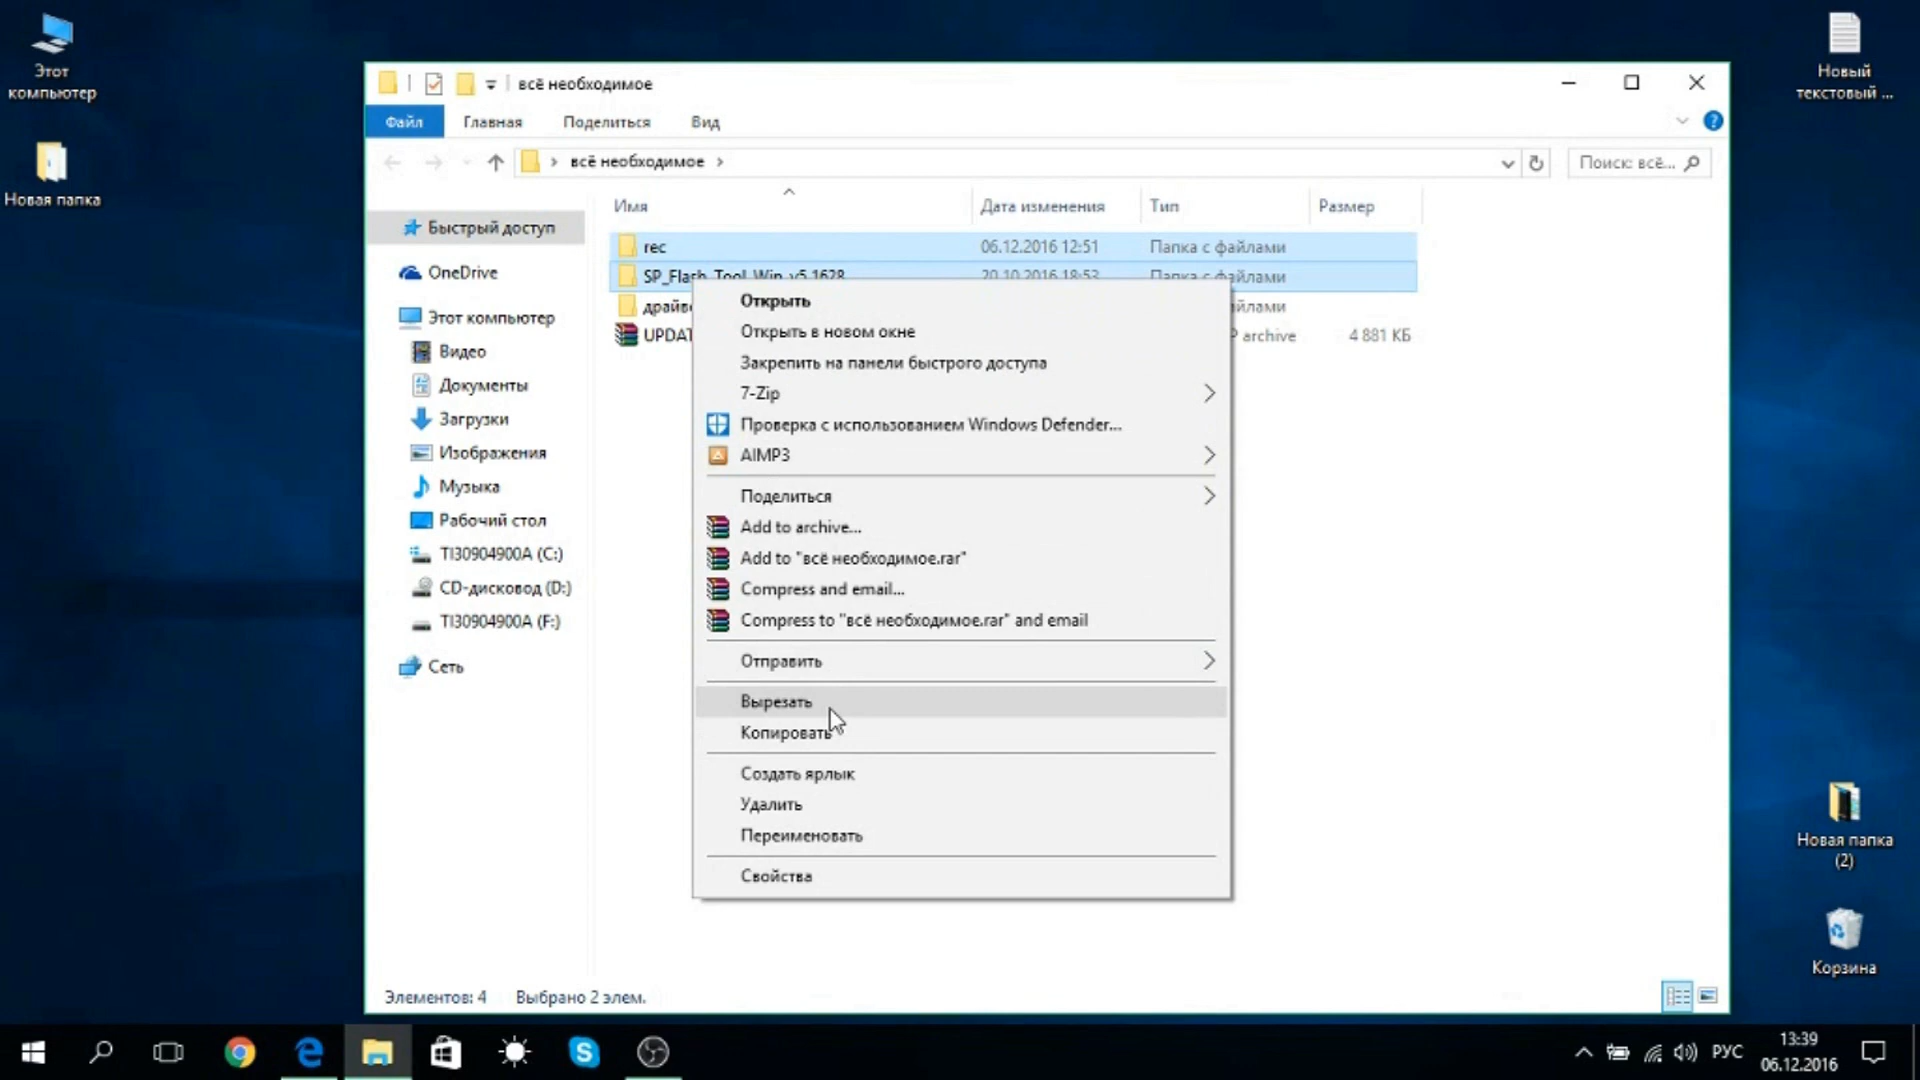 Этот
компьютер
Новая папка
Новый
текстовый ...
всё необходимое
Файл Главная Поделиться Вид
всё необходимое
Поиск: всё...
Имя Дата изменения Тип Размер
rec 06.12.2016 12:51 Папка с файлами
SP_Flash_Tool_Win_v5.1628 20.10.2016 18:53 Папка с файлами
4 881 КБ
archive
Быстрый доступ
OneDrive
Этот компьютер
Видео
Документы
Загрузки
Изображения
Музыка
Рабочий стол
TI30904900A (C:)
CD-дисковод (D:)
TI30904900A (F:)
Сеть
Открыть
Открыть в новом окне
Закрепить на панели быстрого доступа
7-Zip
Проверка с использованием Windows Defender...
AIMP3
Поделиться
Add to archive...
Add to "всё необходимое.rar"
Compress and email...
Compress to "всё необходимое.rar" and email
Отправить
Вырезать
Копировать
Создать ярлык
Удалить
Переименовать
Свойства
Элементов: 4 Выбрано 2 элем.
Новая папка
(2)
Корзина
РУС
13:39
06.12.2016